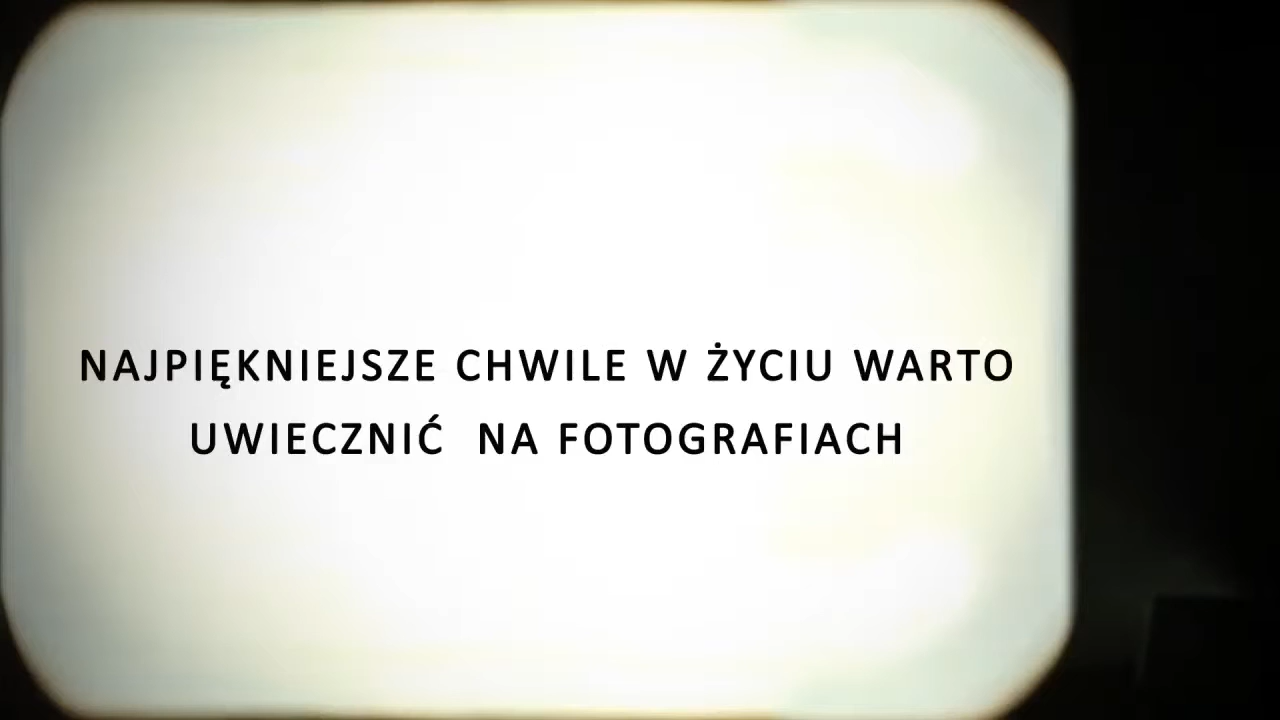 NAJPIĘKNIEJSZE CHWILE W ŻYCIU WARTO
UWIECZNIĆ  NA FOTOGRAFIACH